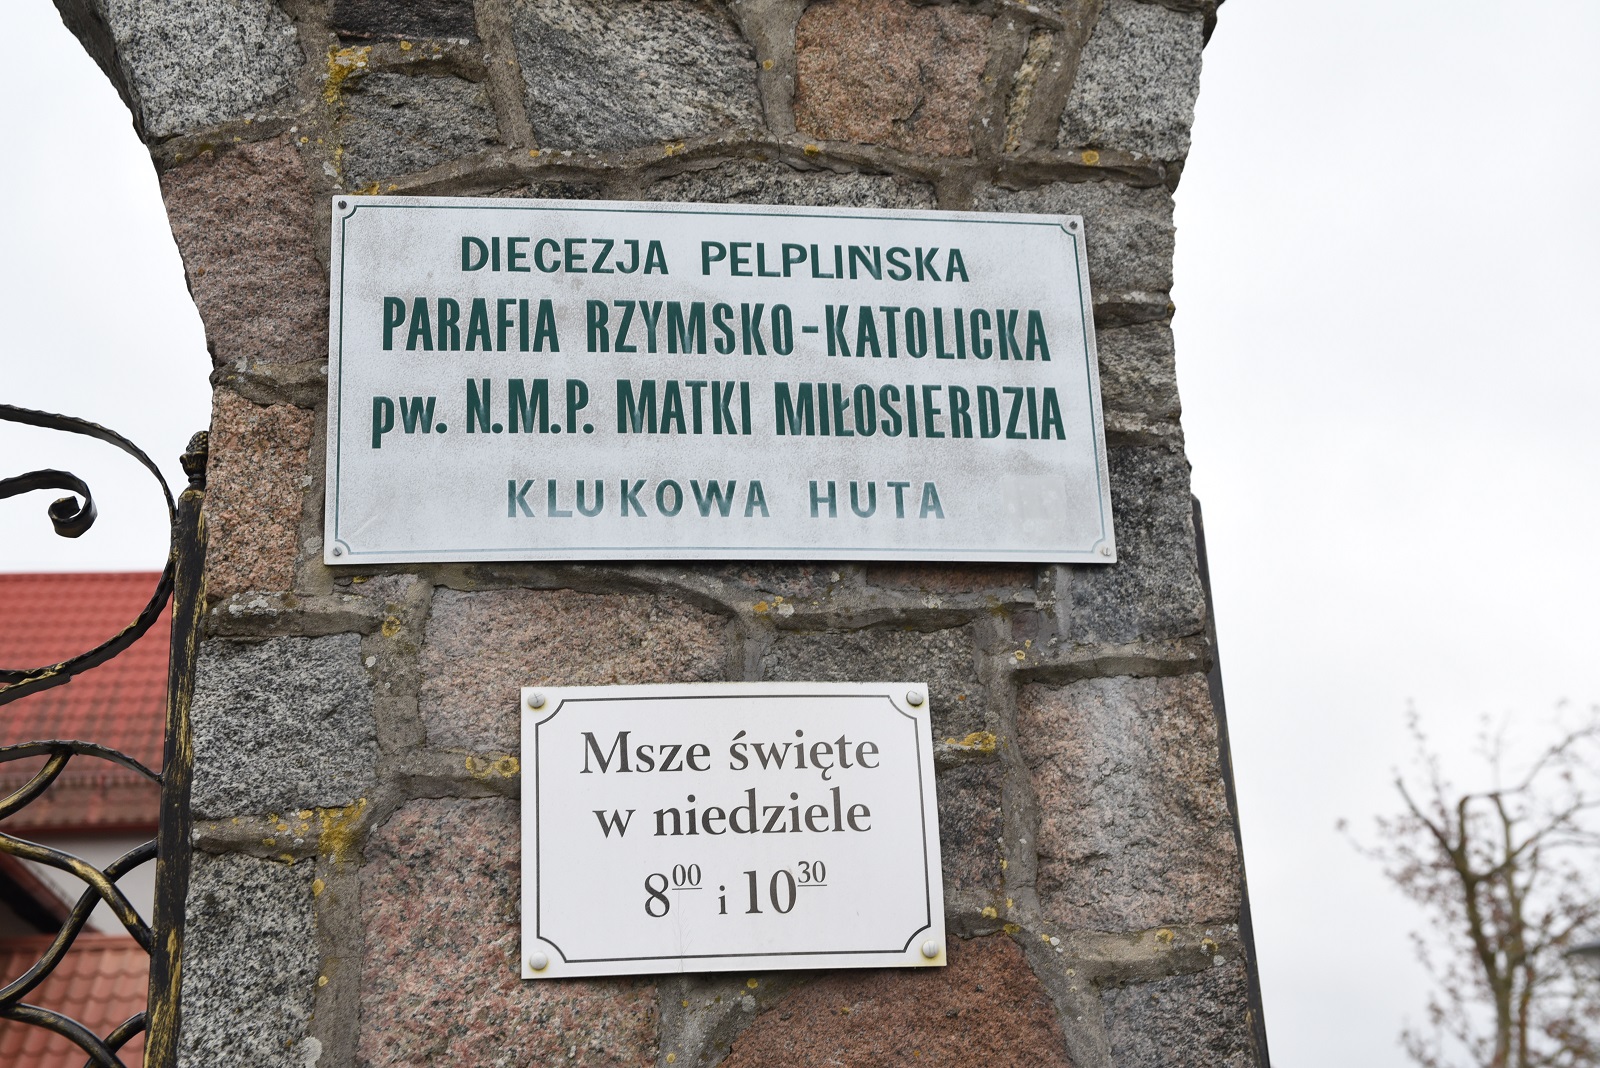 DIECEZJA PELPLIŃSKA
PARAFIA RZYMSKO-KATOLICKA
pw. N.M.P. MATKI MIŁOSIERDZIA
KLUKOWA HUTA
Msze święte
w niedziele
8⁰⁰ i 10³⁰